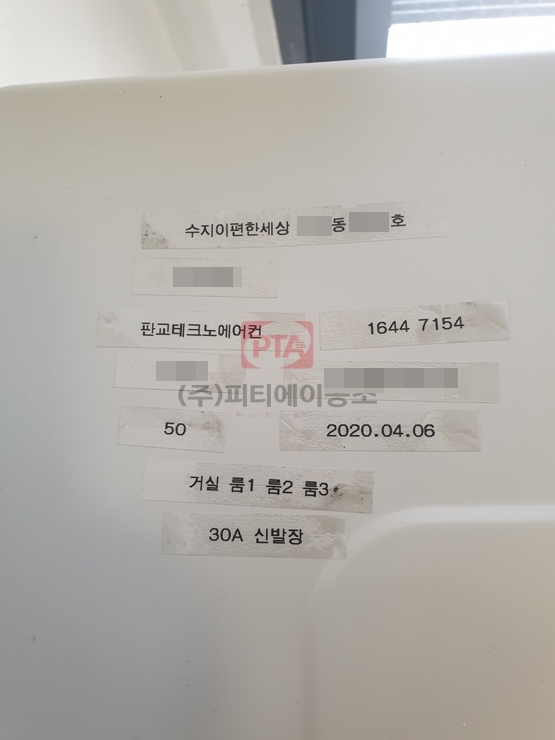 수지이편한세상 동 호
판교테크노에어컨 1644 7154
PTA
(주)피티에이공조
50 2020.04.06
거실 룸1 룸2 룸3
30A 신발장